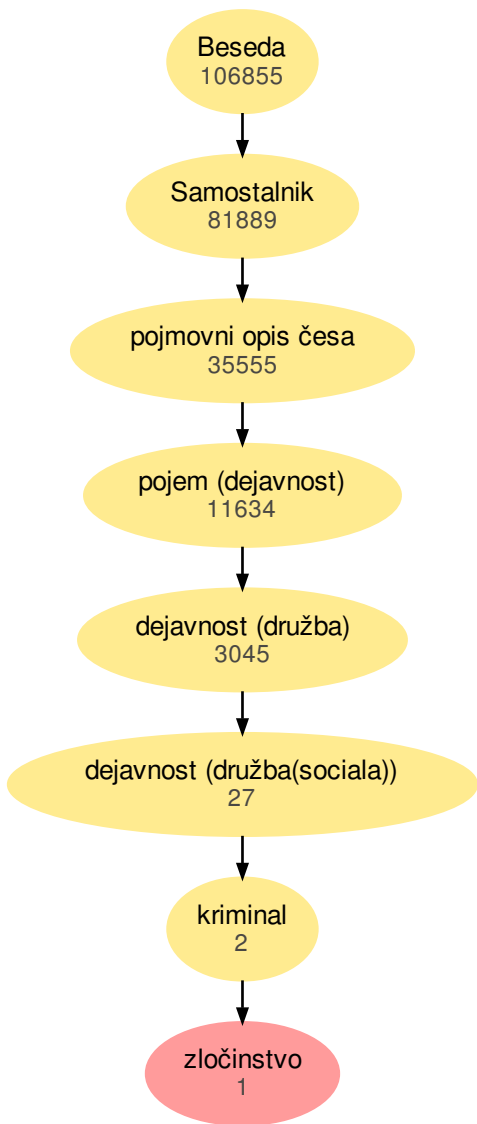 Beseda
106855
Samostalnik
81889
pojmovni opis česa
35555
pojem (dejavnost)
11634
dejavnost (družba)
3045
dejavnost (družba(sociala))
27
kriminal
2
zločinstvo
1